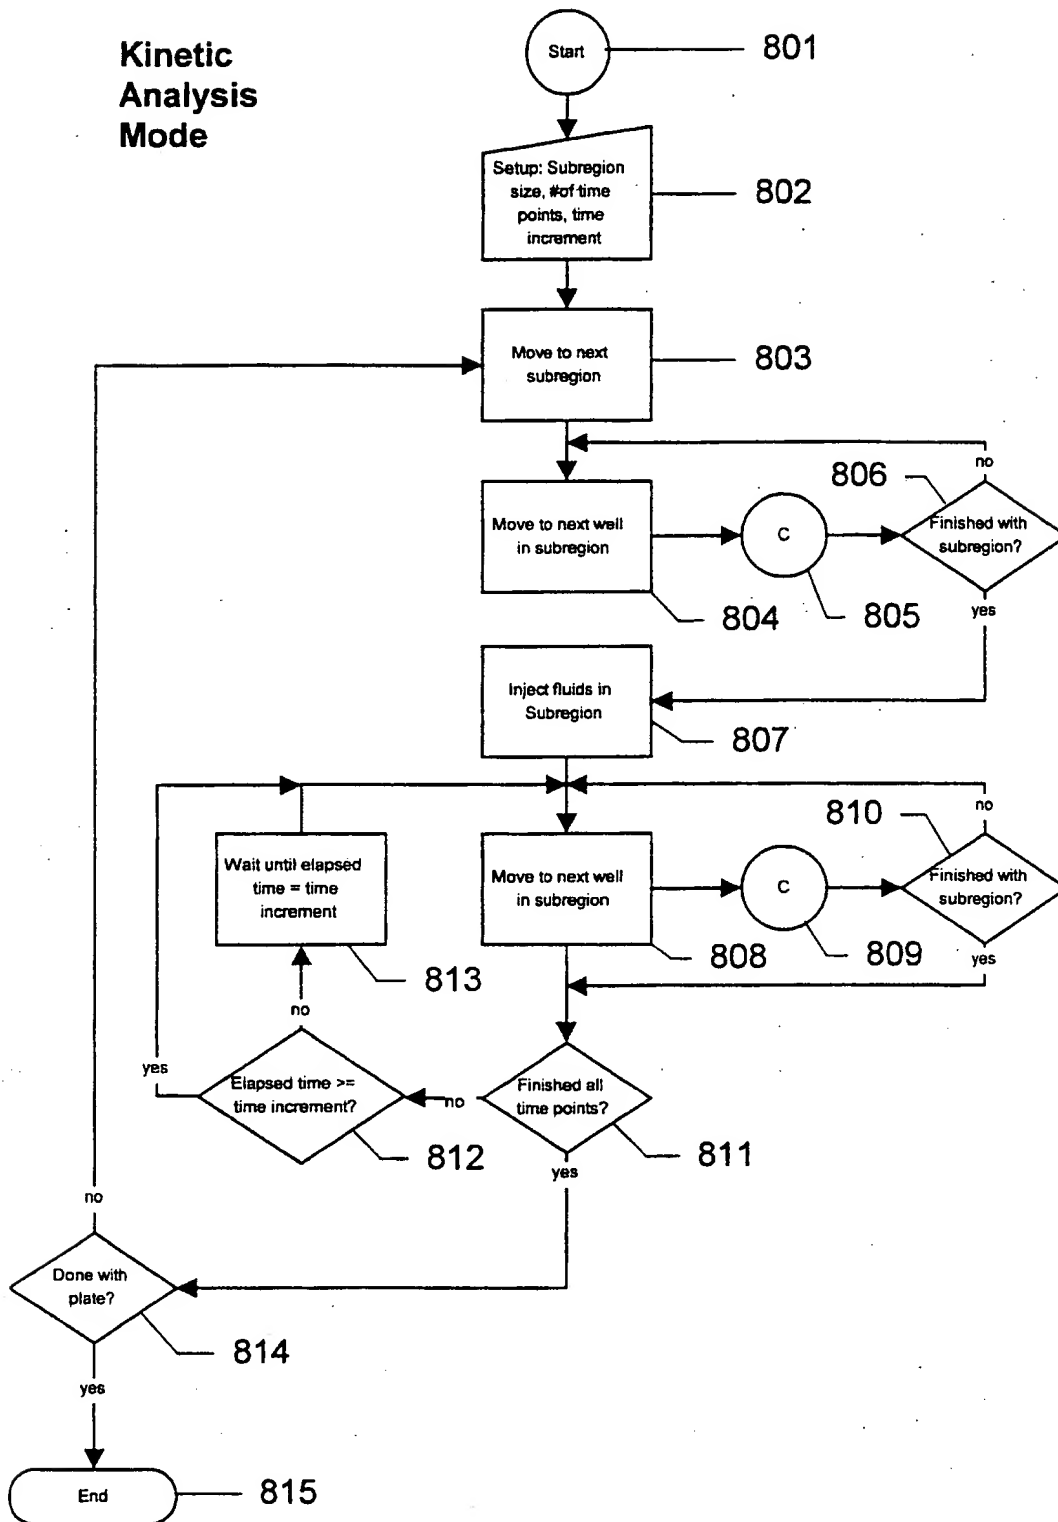 Kinetic
Analysis
Mode
Start
801
Setup: Subregion
size, #of time
points, time
increment
802
Move to next
subregion
803
no
806
Move to next well
in subregion
C
Finished with
subregion?
804
805
yes
Inject fluids in
Subregion
807
no
810
Wait until elapsed
time = time
increment
Move to next well
in subregion
C
Finished with
subregion?
813
808
809
yes
no
yes
Elapsed time >=
time increment?
no
Finished all
time points?
812
811
yes
no
Done with
plate?
814
yes
End
815